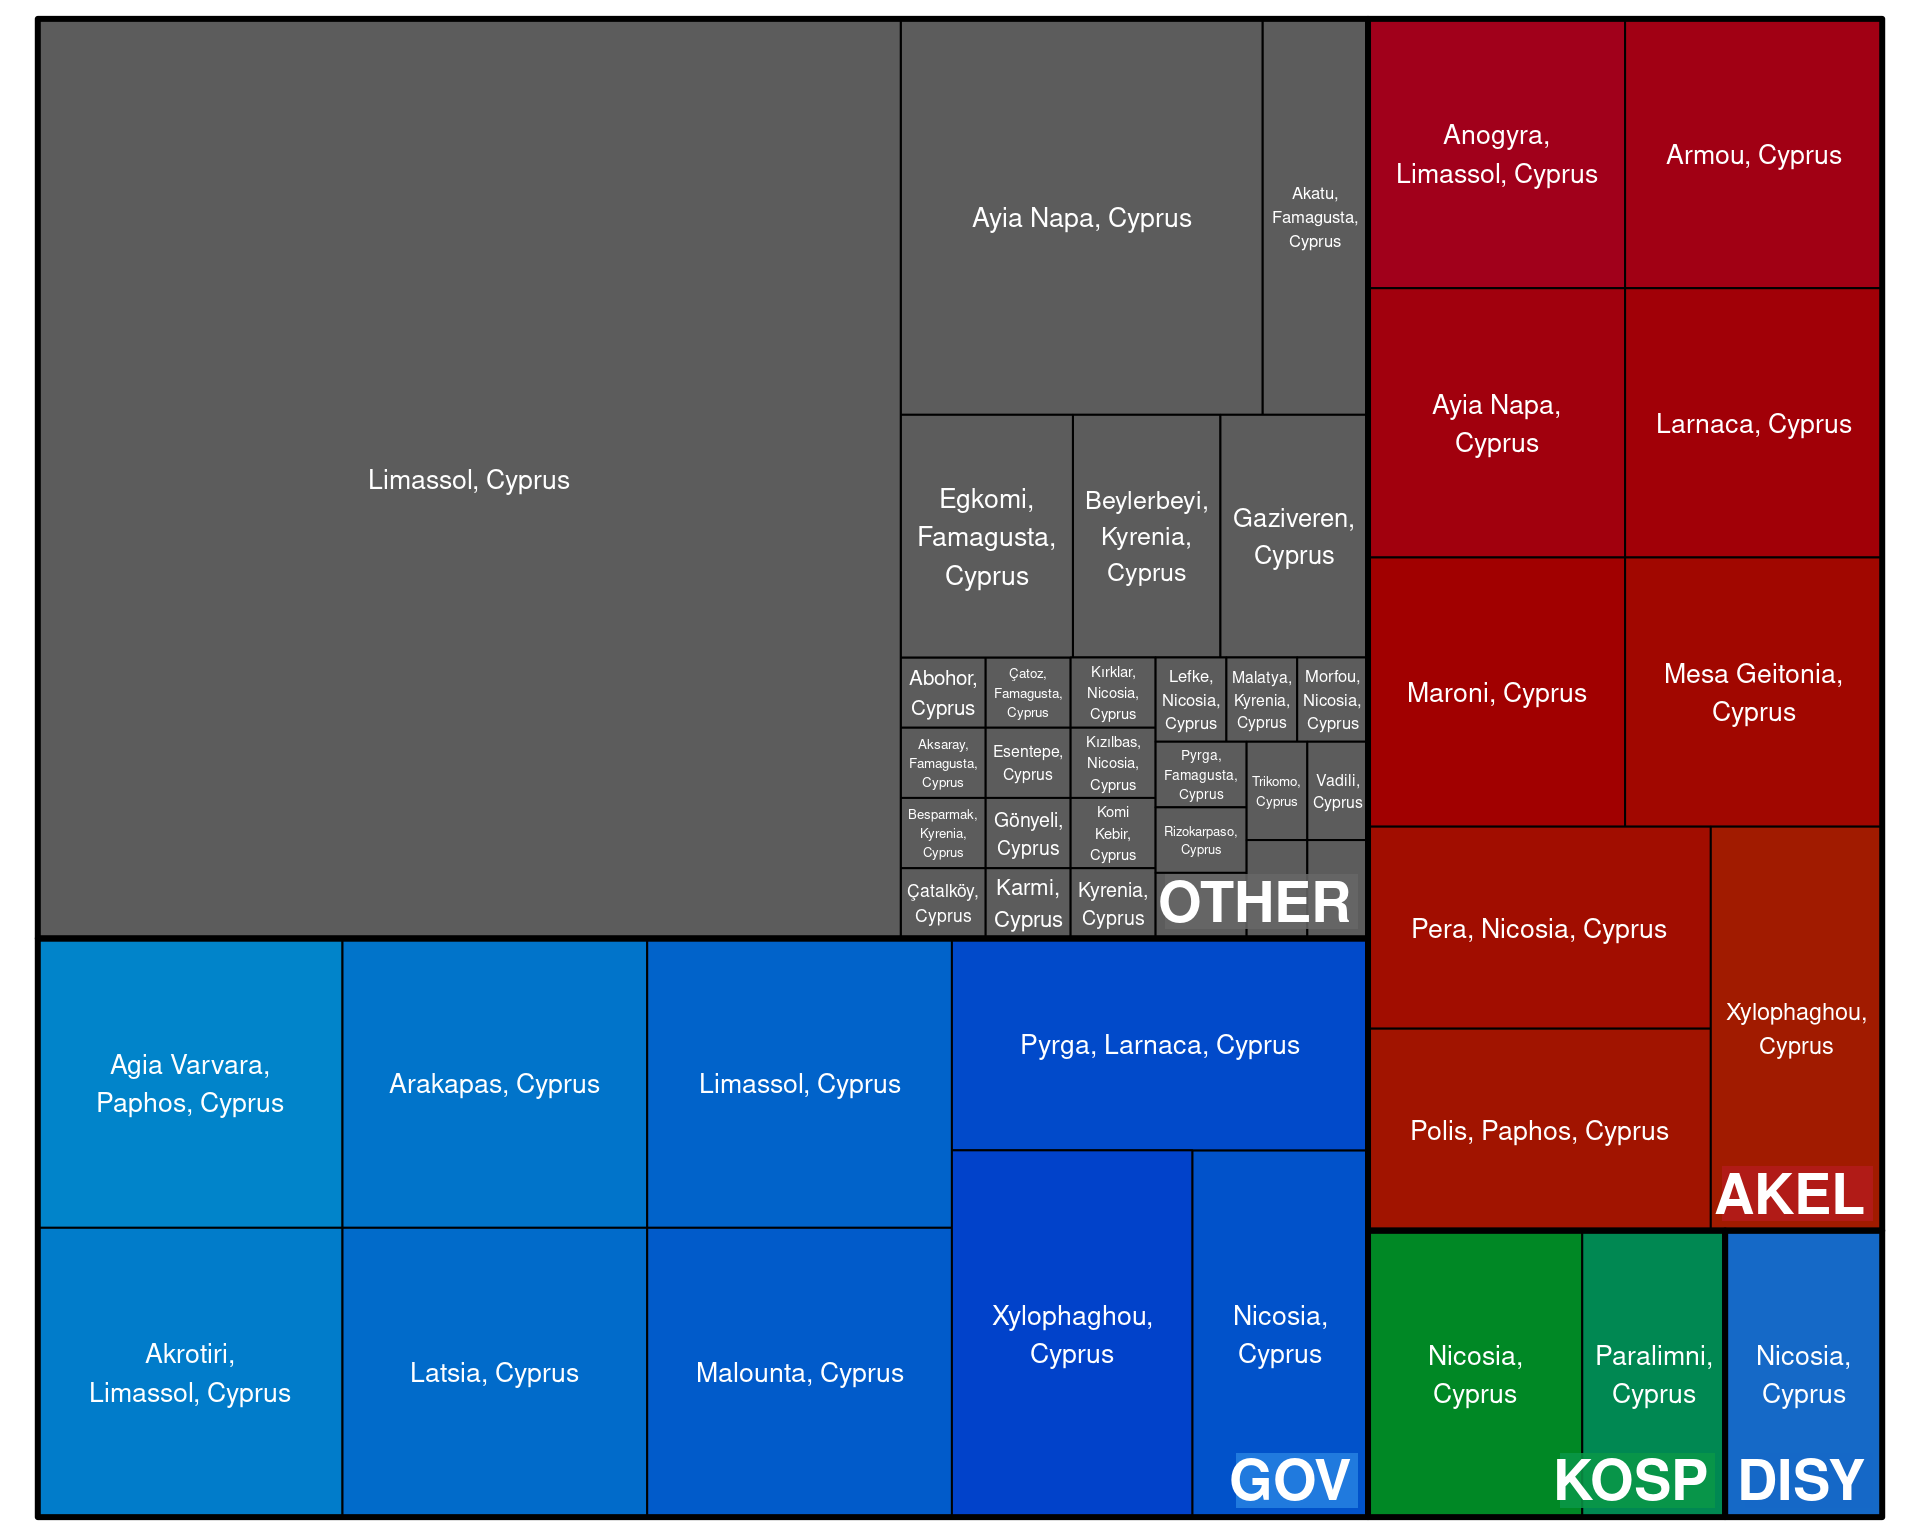 Limassol, Cyprus
Ayia Napa, Cyprus
Akatu,
Famagusta,
Cyprus
Egkomi,
Famagusta,
Cyprus
Beylerbeyi,
Kyrenia,
Cyprus
Gaziveren,
Cyprus
Abohor,
Cyprus
Çatoz,
Famagusta,
Cyprus
Kırklar,
Nicosia,
Cyprus
Lefke,
Nicosia,
Cyprus
Malatya,
Kyrenia,
Cyprus
Morfou,
Nicosia,
Cyprus
Aksaray,
Famagusta,
Cyprus
Esentepe,
Cyprus
Kızılbas,
Nicosia,
Cyprus
Pyrga,
Famagusta,
Cyprus
Trikomo,
Cyprus
Vadili,
Cyprus
Besparmak,
Kyrenia,
Cyprus
Gönyeli,
Cyprus
Komi
Kebir,
Cyprus
Rizokarpaso,
Cyprus
Çatalköy,
Cyprus
Karmi,
Cyprus
Kyrenia,
Cyprus
OTHER
Anogyra,
Limassol, Cyprus
Armou, Cyprus
Ayia Napa,
Cyprus
Larnaca, Cyprus
Maroni, Cyprus
Mesa Geitonia,
Cyprus
Pera, Nicosia, Cyprus
Polis, Paphos, Cyprus
Xylophaghou,
Cyprus
AKEL
Agia Varvara,
Paphos, Cyprus
Arakapas, Cyprus
Limassol, Cyprus
Pyrga, Larnaca, Cyprus
Akrotiri,
Limassol, Cyprus
Latsia, Cyprus
Malounta, Cyprus
Xylophaghou,
Cyprus
Nicosia,
Cyprus
GOV
Nicosia,
Cyprus
Paralimni,
Cyprus
KOSP
Nicosia,
Cyprus
DISY